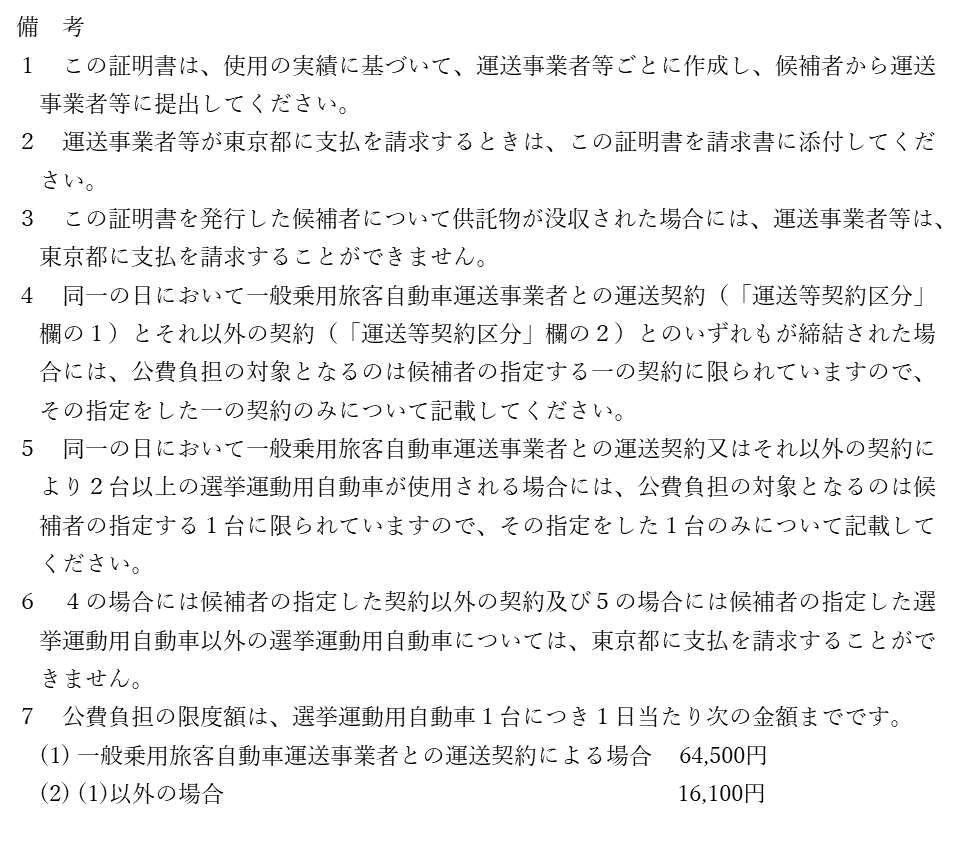 備　考
１　この証明書は、使用の実績に基づいて、運送事業者等ごとに作成し、候補者から運送
事業者等に提出してください。
２　運送事業者等が東京都に支払を請求するときは、この証明書を請求書に添付してくだ
さい。
３　この証明書を発行した候補者について供託物が没収された場合には、運送事業者等は、
東京都に支払を請求することができません。
４　同一の日において一般乗用旅客自動車運送事業者との運送契約（「運送等契約区分」
欄の１）とそれ以外の契約（「運送等契約区分」欄の２）とのいずれもが締結された場
合には、公費負担の対象となるのは候補者の指定する一の契約に限られていますので、
その指定をした一の契約のみについて記載してください。
５　同一の日において一般乗用旅客自動車運送事業者との運送契約又はそれ以外の契約に
より２台以上の選挙運動用自動車が使用される場合には、公費負担の対象となるのは候
補者の指定する１台に限られていますので、その指定をした１台のみについて記載して
ください。
６　４の場合には候補者の指定した契約以外の契約及び５の場合には候補者の指定した選
挙運動用自動車以外の選挙運動用自動車については、東京都に支払を請求することがで
きません。
７　公費負担の限度額は、選挙運動用自動車１台につき１日当たり次の金額までです。
(1) 一般乗用旅客自動車運送事業者との運送契約による場合　64,500円
(2) (1)以外の場合　16,100円